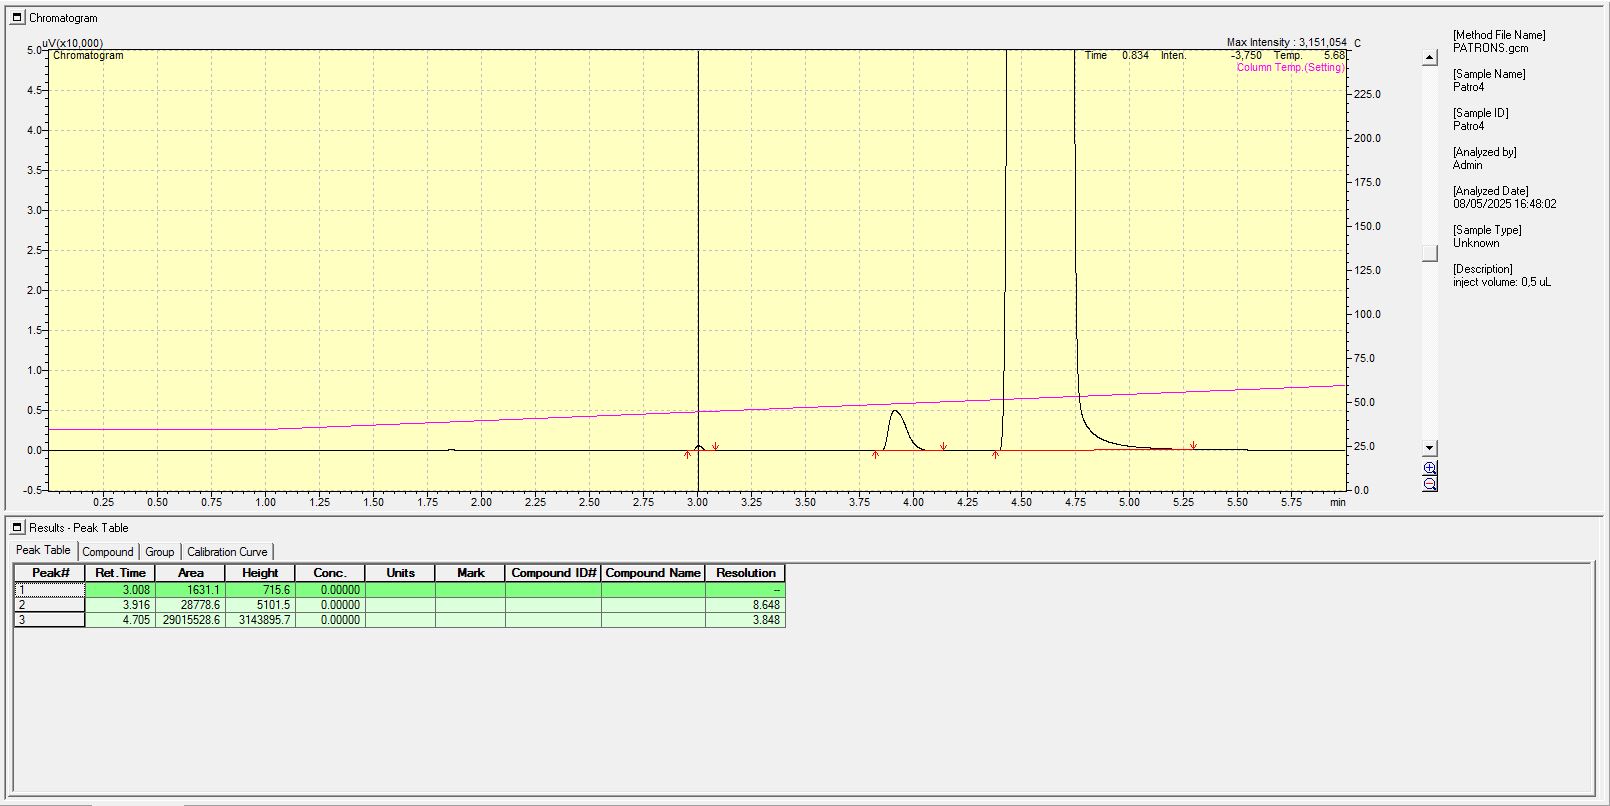 Chromatogram
uV(x10,000)
Max Intensity : 3,151,054
C
Chromatogram
Time 0.834 Inten. -3,750 Temp. 5.68
Column Temp.(Setting)
5.0
4.5
4.0
3.5
3.0
2.5
2.0
1.5
1.0
0.5
0.0
-0.5
225.0
200.0
175.0
150.0
125.0
100.0
75.0
50.0
25.0
0.0
0.25 0.50 0.75 1.00 1.25 1.50 1.75 2.00 2.25 2.50 2.75 3.00 3.25 3.50 3.75 4.00 4.25 4.50 4.75 5.00 5.25 5.50 5.75 min
[Method File Name]
PATRONS.gcm
[Sample Name]
Patro4
[Sample ID]
Patro4
[Analyzed by]
Admin
[Analyzed Date]
08/05/2025 16:48:02
[Sample Type]
Unknown
[Description]
inject volume: 0,5 uL
Results - Peak Table
Peak Table Compound Group Calibration Curve
Peak# Ret.Time Area Height Conc. Units Mark Compound ID# Compound Name Resolution
1 3.008 1631.1 715.6 0.00000 --
2 3.916 28778.6 5101.5 0.00000 8.648
3 4.705 29015528.6 3143895.7 0.00000 3.848